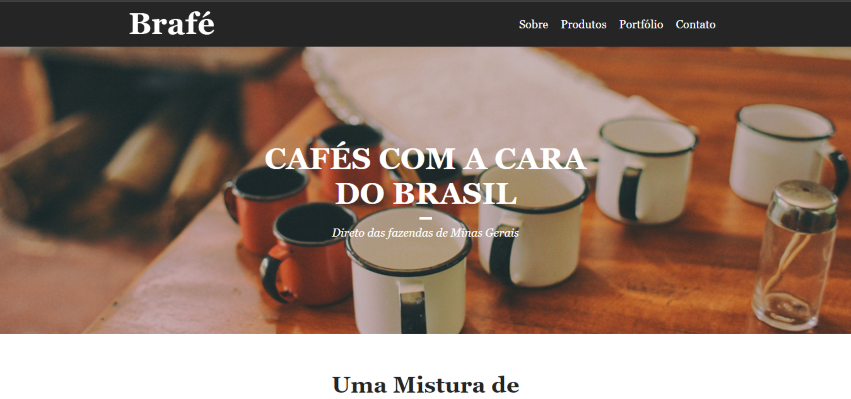 Brafé
Sobre Produtos Portfólio Contato
CAFÉS COM A CARA
DO BRASIL
Direto das fazendas de Minas Gerais
Uma Mistura de